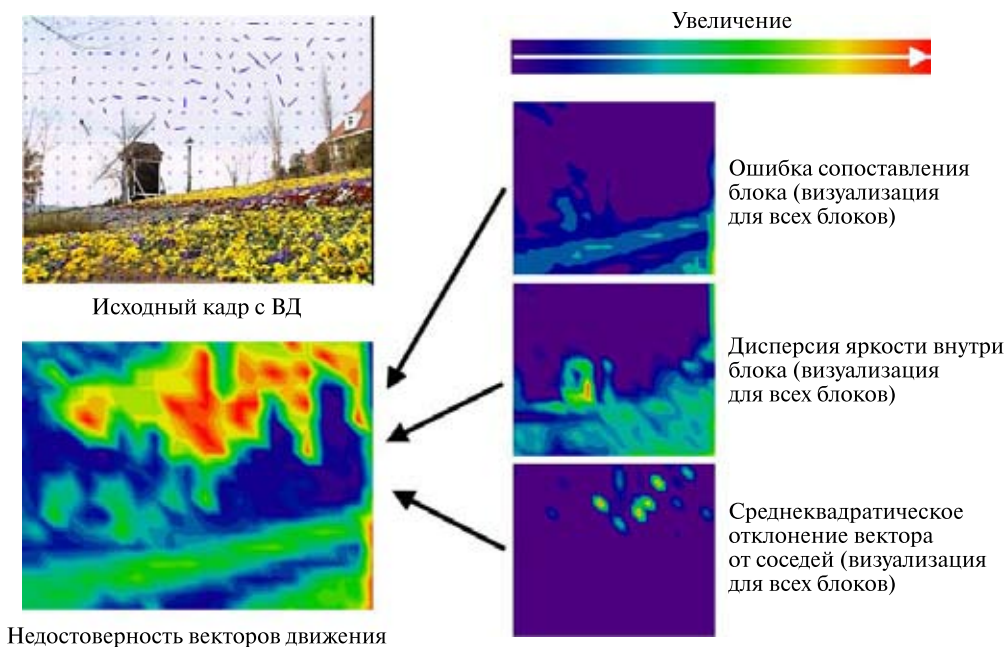 Увеличение
Ошибка сопоставления
блока (визуализация
для всех блоков)
Исходный кадр с ВД
Дисперсия яркости внутри
блока (визуализация
для всех блоков)
Среднеквадратическое
отклонение вектора
от соседей (визуализация
для всех блоков)
Недостоверность векторов движения